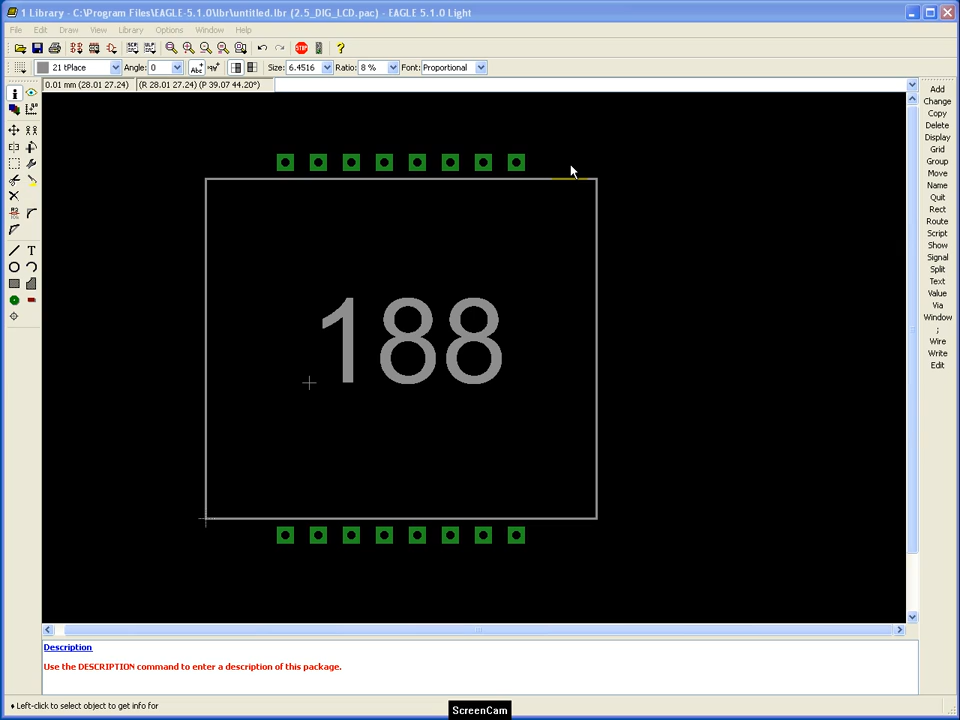 1 Library - C:\Program Files\EAGLE-5.1.0\lbr\untitled.lbr (2.5_DIG_LCD.pac) - EAGLE 5.1.0 Light
File Edit Draw View Library Options Window Help
SCR ULP STOP ?
21 tPlace Angle: 0 Abc Size: 6.4516 Ratio: 8 % Font: Proportional
0.01 mm (28.01 27.24) (R 28.01 27.24) (P 39.07 44.20°)
i
R2
T
188
Add
Change
Copy
Delete
Display
Grid
Group
Move
Name
Quit
Rect
Route
Script
Show
Signal
Split
Text
Value
Via
Window
;
Wire
Write
Edit
Description
Use the DESCRIPTION command to enter a description of this package.
Left-click to select object to get info for
ScreenCam